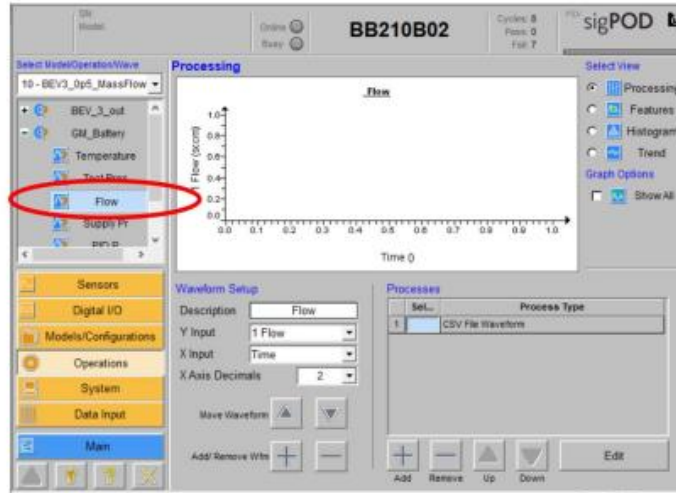 S/N:
Model:
Online
Busy
BB210B02
Cycles: 8
Pass: 0
Fail: 7
sigPOD
Select Model/Operation/Wave
10 - BEV3_0p5_MassFlow
BEV_3_out
GM_Battery
Temperature
Test Pres
Flow
Supply Pr
PID P
Sensors
Digital I/O
Models/Configurations
Operations
System
Data Input
Main
Processing
Flow
1 Flow (sccm)
1.0
0.8
0.6
0.4
0.2
0.0
0.0 0.1 0.2 0.3 0.4 0.5 0.6 0.7 0.8 0.9 1.0
Time ()
Select View
Processing
Features
Histogram
Trend
Graph Options
Show All
Waveform Setup
Description Flow
Y Input 1 Flow
X Input Time
X Axis Decimals 2
Move Waveform
Add/ Remove Wfm
Processes
Sel... Process Type
1 CSV File Waveform
Add Remove Up Down
Edit